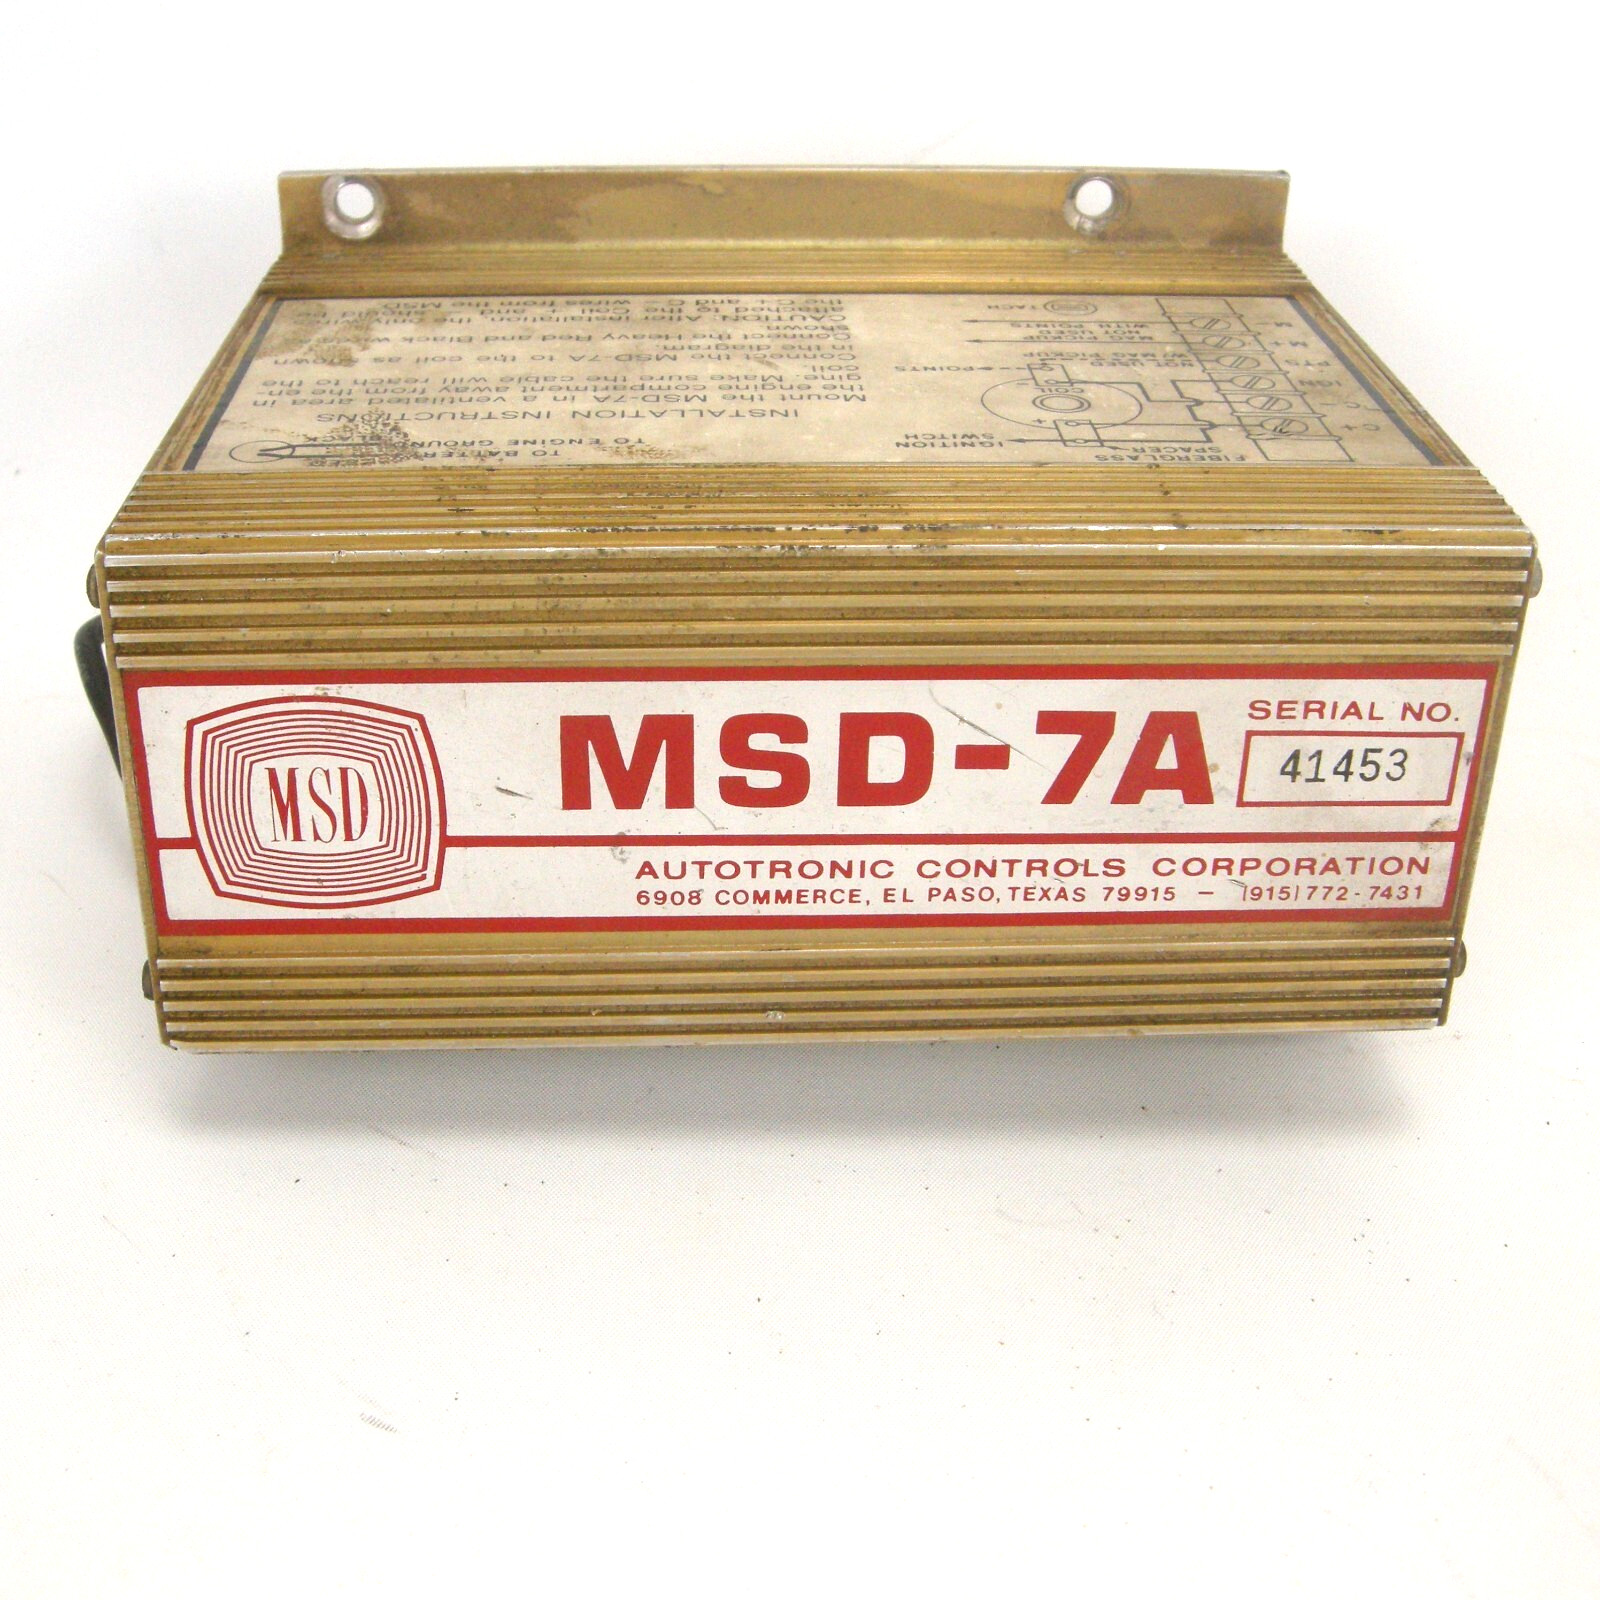 MSD
MSD-7A
SERIAL NO.
41453
AUTOTRONIC CONTROLS CORPORATION
6908 COMMERCE, EL PASO, TEXAS 79915 — (915) 772-7431
TO BATTERY
TO ENGINE GROUND BLACK
INSTALLATION INSTRUCTIONS
Mount the MSD-7A in a ventilated area in
the engine compartment away from the en-
gine. Make sure the cable will reach to the
coil.
Connect the MSD-7A to the coil as shown
in the diagram.
Connect the Heavy Red and Black wires as
shown.
CAUTION: After installation, the only wires
attached to the Coil + and – should be
the C+ and C – wires from the MSD
FIBERGLASS
SPACER
IGNITION
SWITCH
C+
C-
IGN
PTS
M+
M-
+
COIL
-
POINTS
NOT USED
W/ MAG. PICKUP
MAG. PICKUP
NOT USED
WITH POINTS
TACH